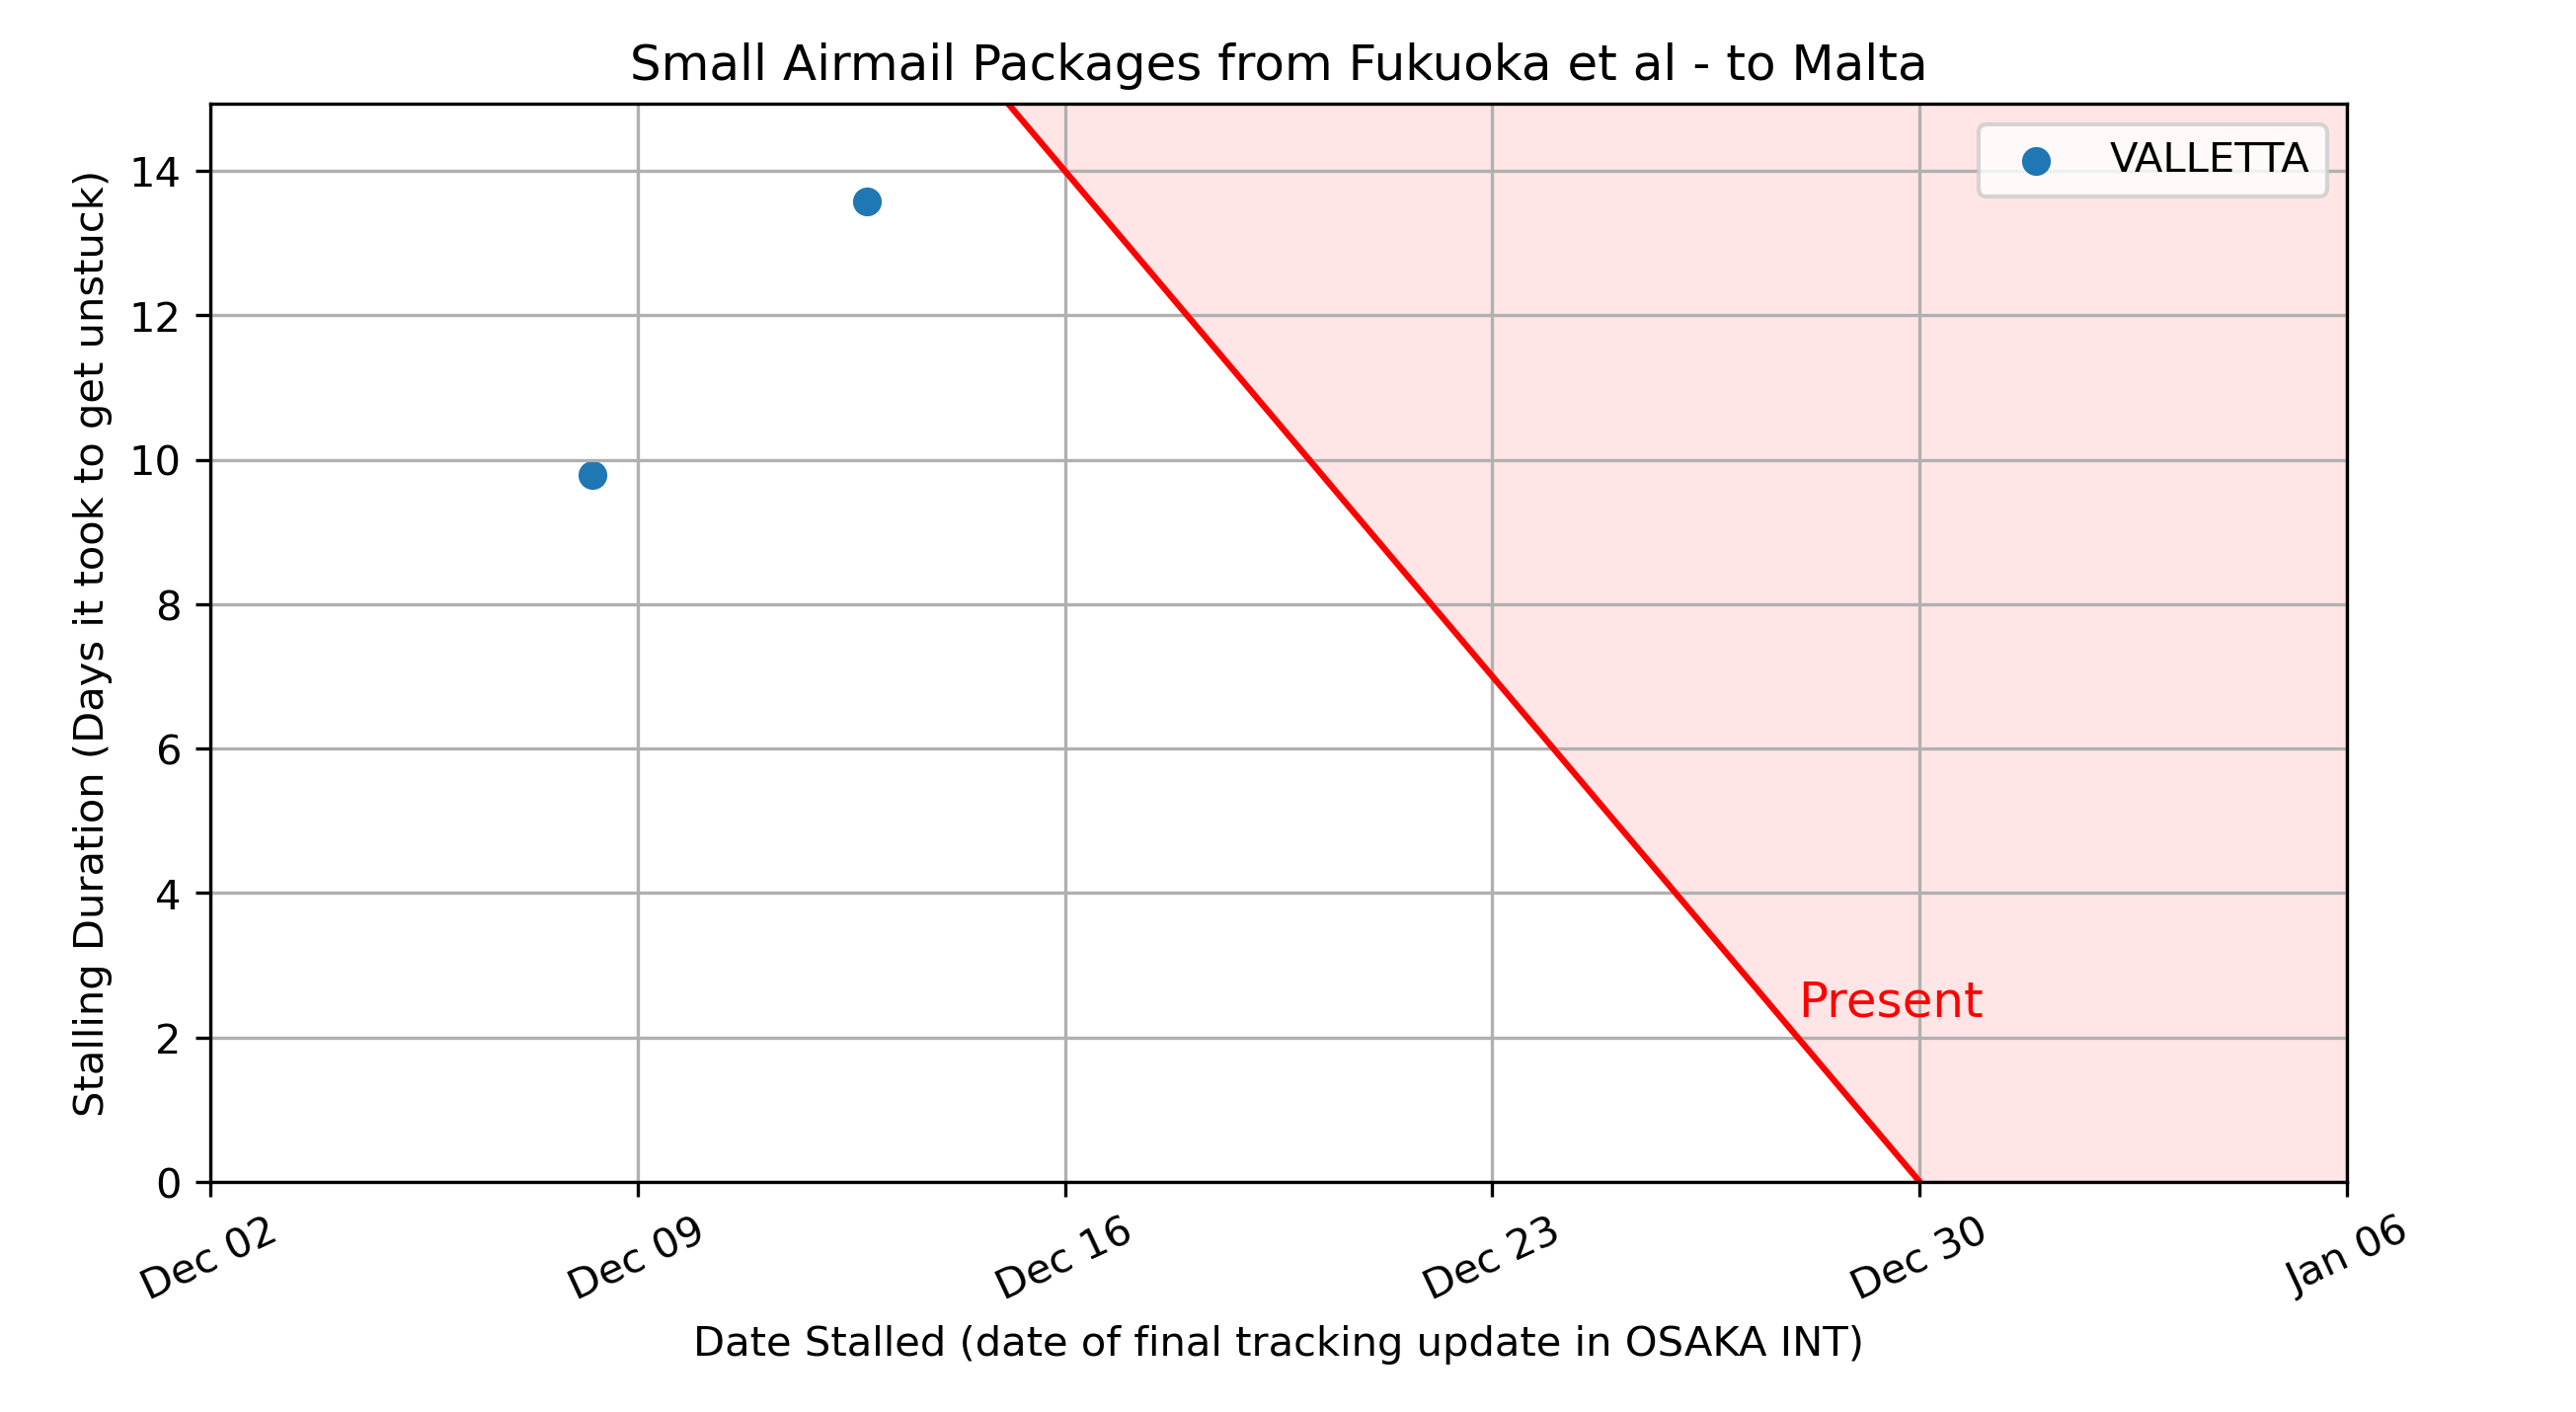 Small Airmail Packages from Fukuoka et al - to Malta
VALLETTA
Stalling Duration (Days it took to get unstuck)
14
12
10
8
6
4
2
0
Present
Dec 02
Dec 09
Dec 16
Dec 23
Dec 30
Jan 06
Date Stalled (date of final tracking update in OSAKA INT)